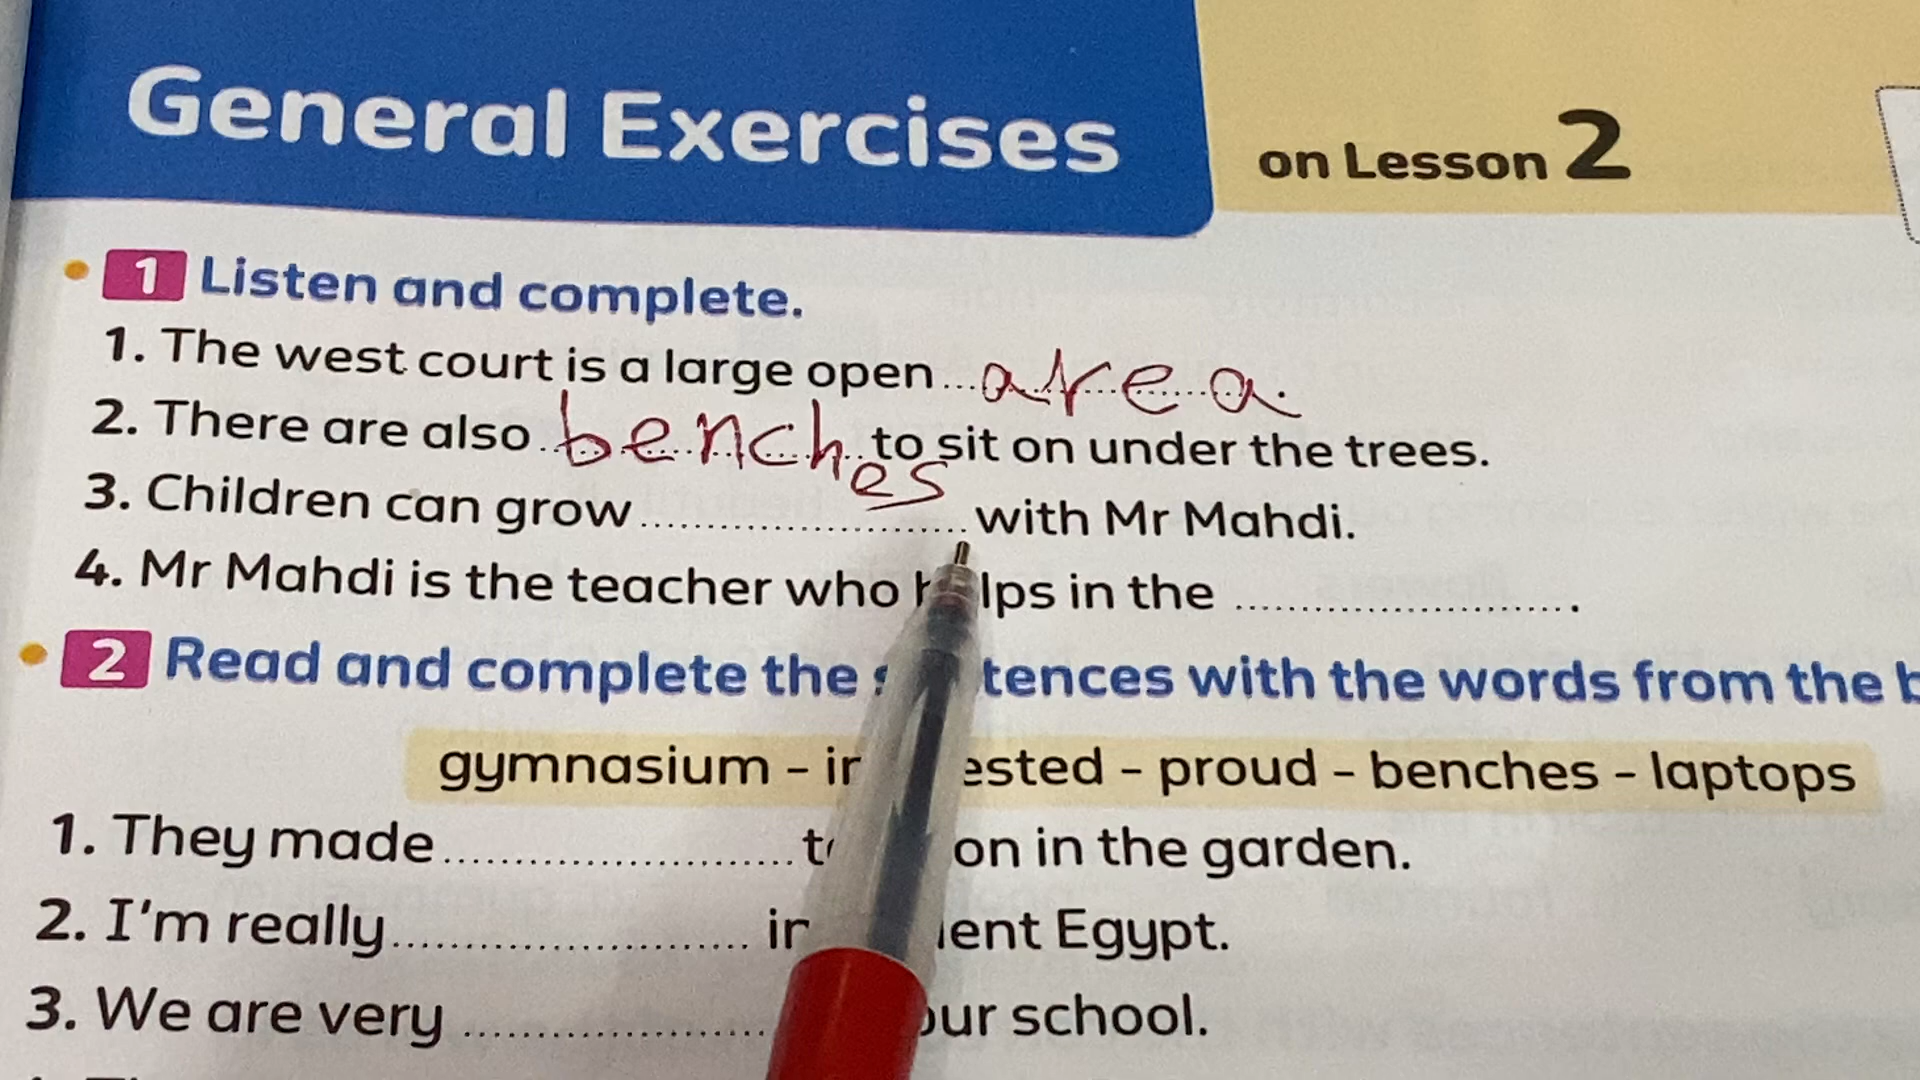 General Exercises
on Lesson 2
1 Listen and complete.
1. The west court is a large open ... area.
2. There are also benches to sit on under the trees.
3. Children can grow .......................... with Mr Mahdi.
4. Mr Mahdi is the teacher who h lps in the .......................... .
2 Read and complete the s tences with the words from the b
gymnasium - in ested - proud - benches - laptops
1. They made .......................... t on in the garden.
2. I'm really .......................... in ent Egypt.
3. We are very .......................... our school.